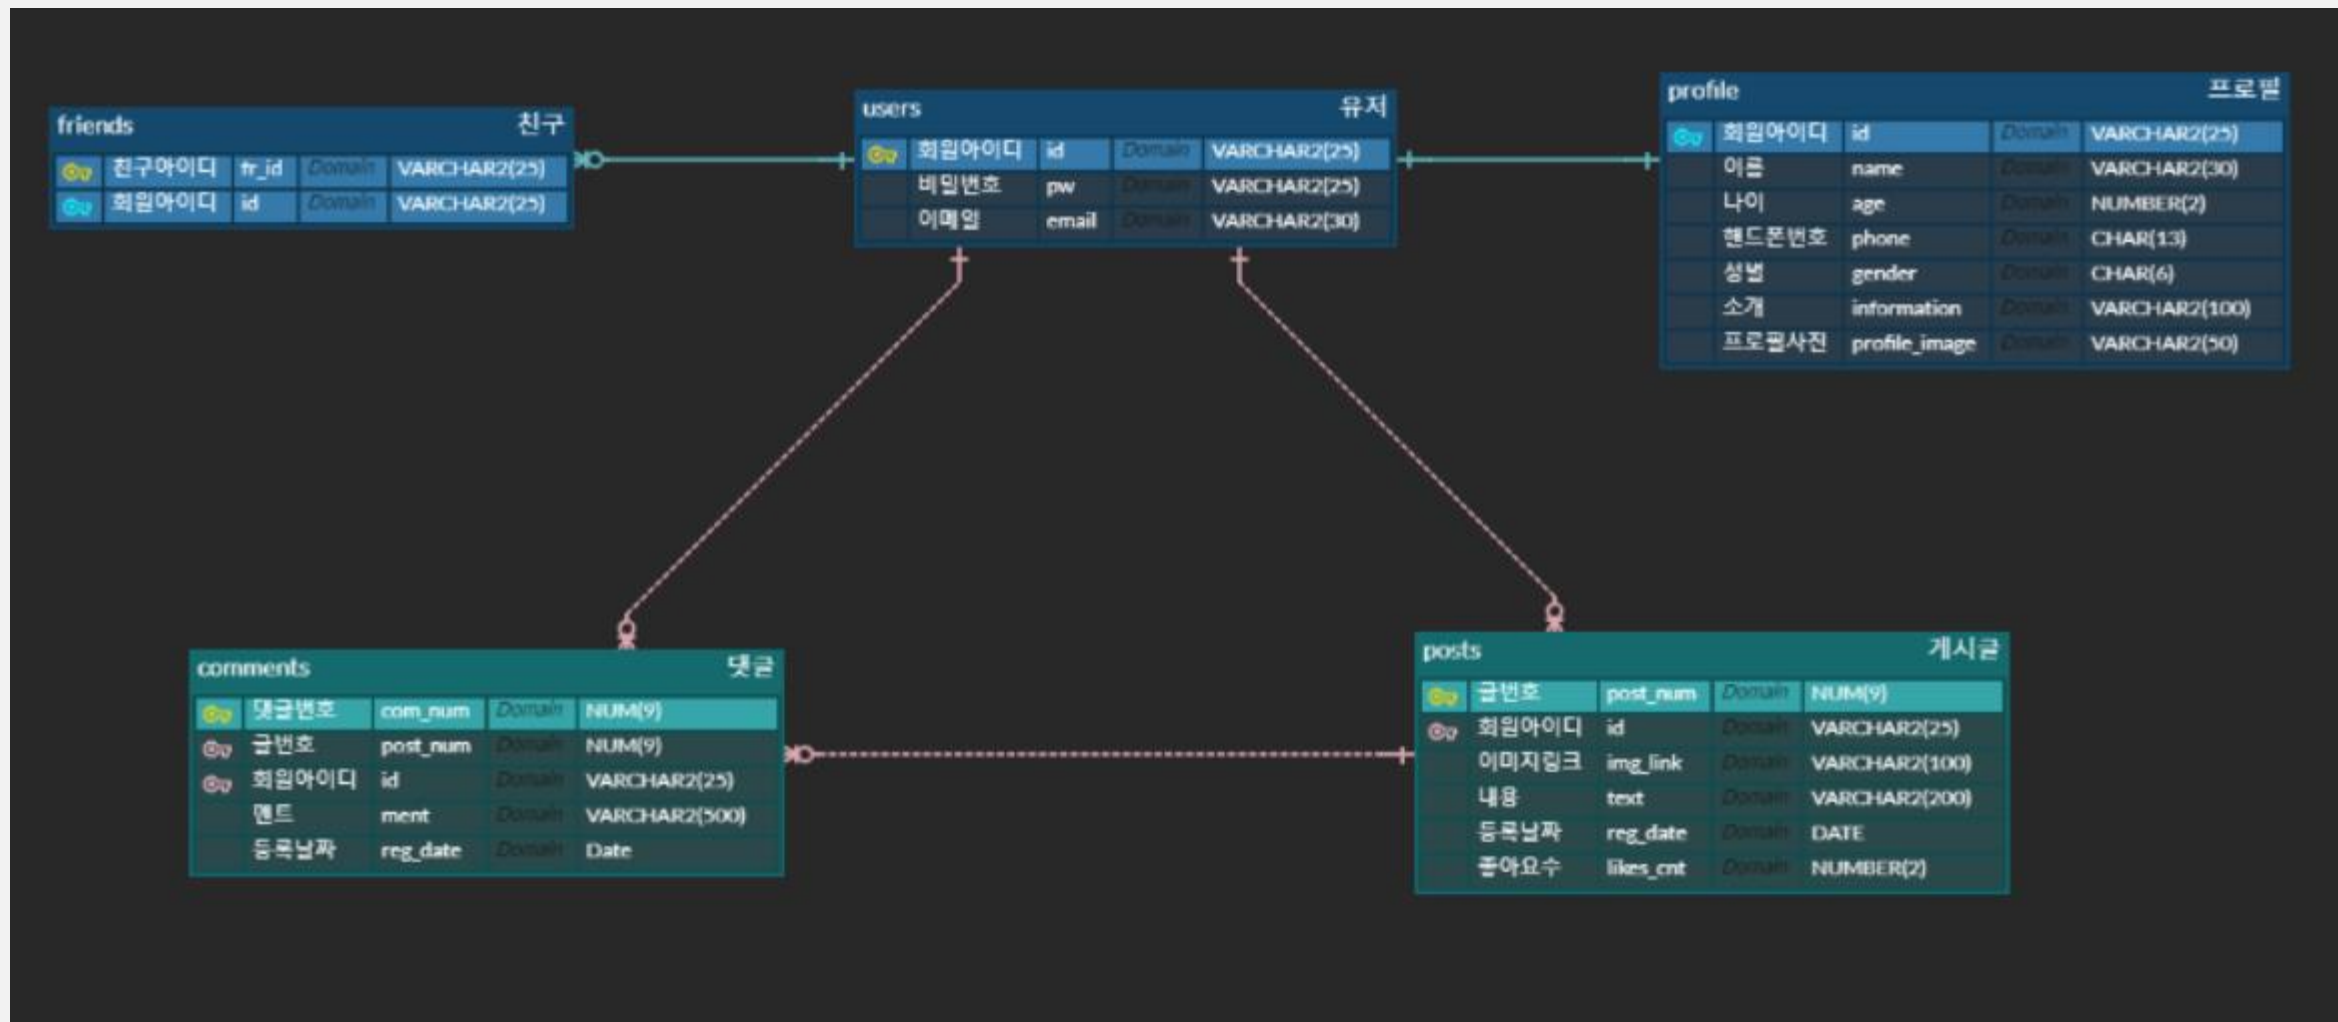 friends 친구
친구아이디 fr_id Domain VARCHAR2(25)
회원아이디 id Domain VARCHAR2(25)
users 유저
회원아이디 id Domain VARCHAR2(25)
비밀번호 pw Domain VARCHAR2(25)
이메일 email Domain VARCHAR2(30)
profile 프로필
회원아이디 id Domain VARCHAR2(25)
이름 name Domain VARCHAR2(30)
나이 age Domain NUMBER(2)
핸드폰번호 phone Domain CHAR(13)
성별 gender Domain CHAR(6)
소개 information Domain VARCHAR2(100)
프로필사진 profile_image Domain VARCHAR2(50)
comments 댓글
댓글번호 com_num Domain NUM(9)
글번호 post_num Domain NUM(9)
회원아이디 id Domain VARCHAR2(25)
멘트 ment Domain VARCHAR2(500)
등록날짜 reg_date Domain Date
posts 게시글
글번호 post_num Domain NUM(9)
회원아이디 id Domain VARCHAR2(25)
이미지링크 img_link Domain VARCHAR2(100)
내용 text Domain VARCHAR2(200)
등록날짜 reg_date Domain DATE
좋아요수 likes_cnt Domain NUMBER(2)